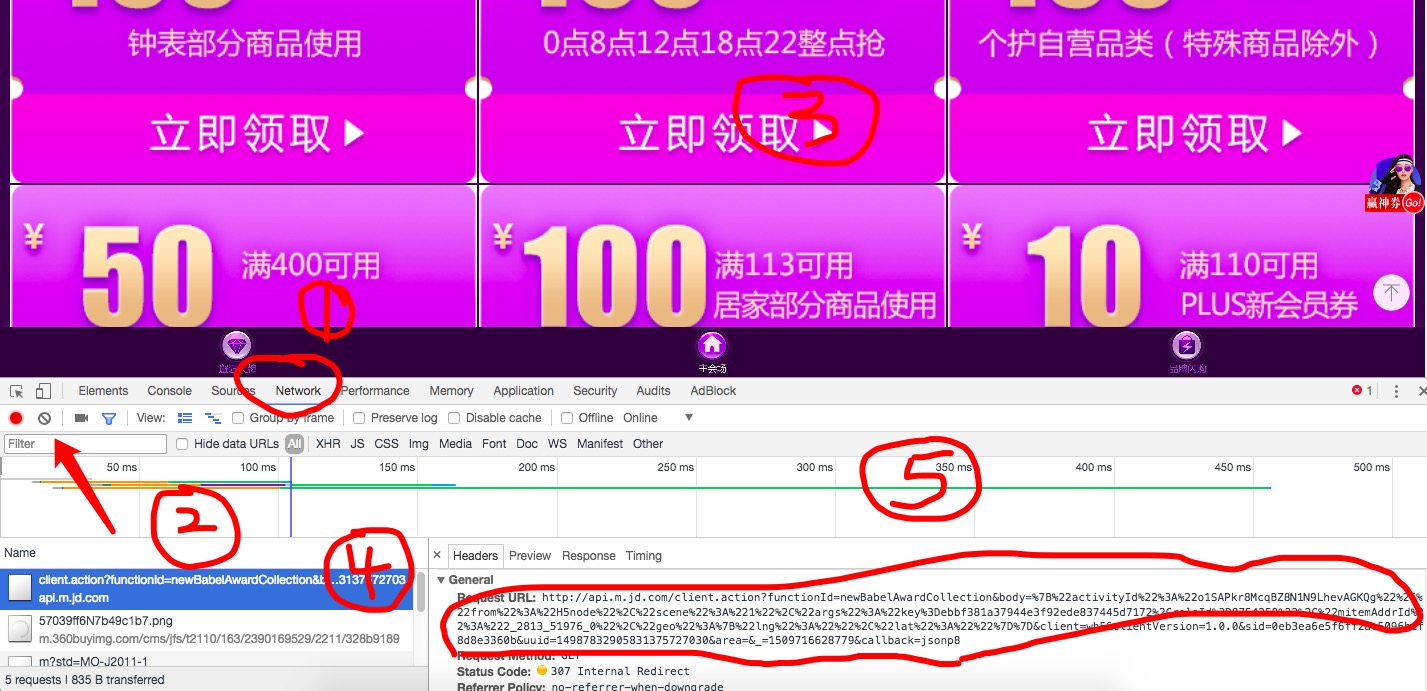 钟表部分商品使用
0点8点12点18点22整点抢
个护自营品类（特殊商品除外）
立即领取
立即领取
立即领取
3
赢神券 Go!
¥ 50 满400可用
¥ 100 满113可用
居家部分商品使用
¥ 10 满110可用
PLUS新会员券
1
主会场
品牌闪购
Elements Console Sources Network Performance Memory Application Security Audits AdBlock 1
View: Group by frame Preserve log Disable cache Offline Online
Filter Hide data URLs All XHR JS CSS Img Media Font Doc WS Manifest Other
50 ms 100 ms 150 ms 200 ms 250 ms 300 ms 350 ms 400 ms 450 ms 500 ms
2
5
4
Name
client.action?functionId=newBabelAwardCollection&b…3137572703
api.m.jd.com
57039ff6N7b49c1b7.png
m.360buyimg.com/cms/jfs/t2110/163/2390169529/2211/328b9189
m?std=MO-J2011-1
5 requests | 835 B transferred
× Headers Preview Response Timing
General
Request URL: http://api.m.jd.com/client.action?functionId=newBabelAwardCollection&body=%7B%22activityId%22%3A%22o1SAPkr8McqBZ8N1N9LhevAGKQg%22%2C%
22from%22%3A%22H5node%22%2C%22scene%22%3A%221%22%2C%22args%22%3A%22key%3Debbf381a37944e3f92ede837445d7172%2C
%22mitemAddrId%2
2%3A%222_2813_51976_0%22%2C%22geo%22%3A%7B%22lng%22%3A%22%22%2C%22lat%22%3A%22%22%7D%7D&client=wh5&clientVersion=1.0.0
8d8e3360b&uuid=14987832905831375727030&area=&_=1509716628779&callback=jsonp8
Request Method: GET
Status Code: 307 Internal Redirect
Referrer Policy: no-referrer-when-downgrade